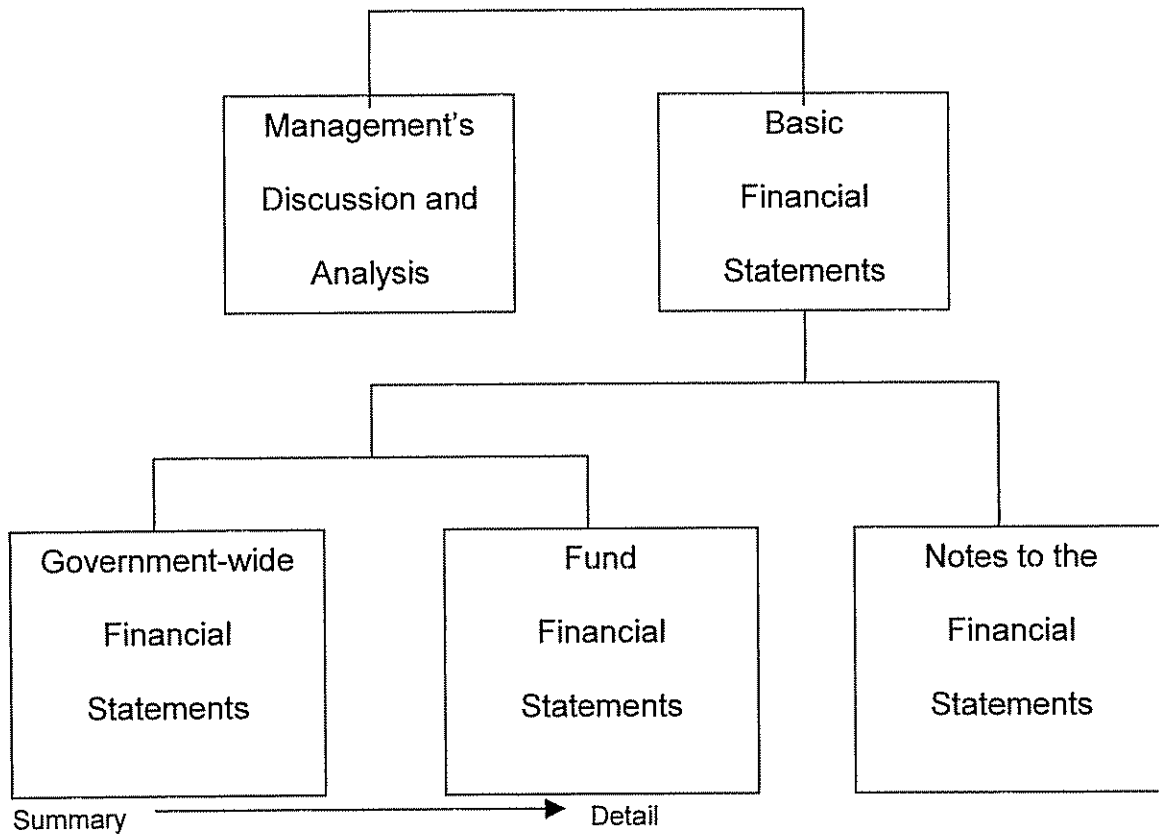 Management's
Discussion and
Analysis
Basic
Financial
Statements
Government-wide
Financial
Statements
Fund
Financial
Statements
Notes to the
Financial
Statements
Summary
Detail